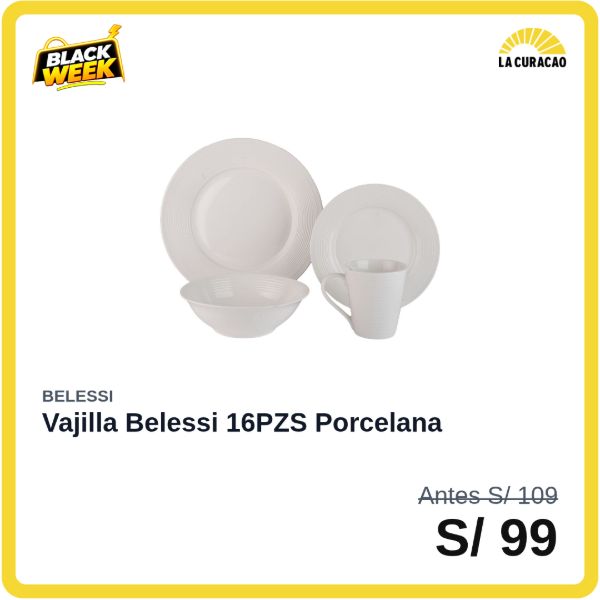 BLACK
WEEK
LA CURACAO
BELESSI
Vajilla Belessi 16PZS Porcelana
Antes S/ 109
S/ 99